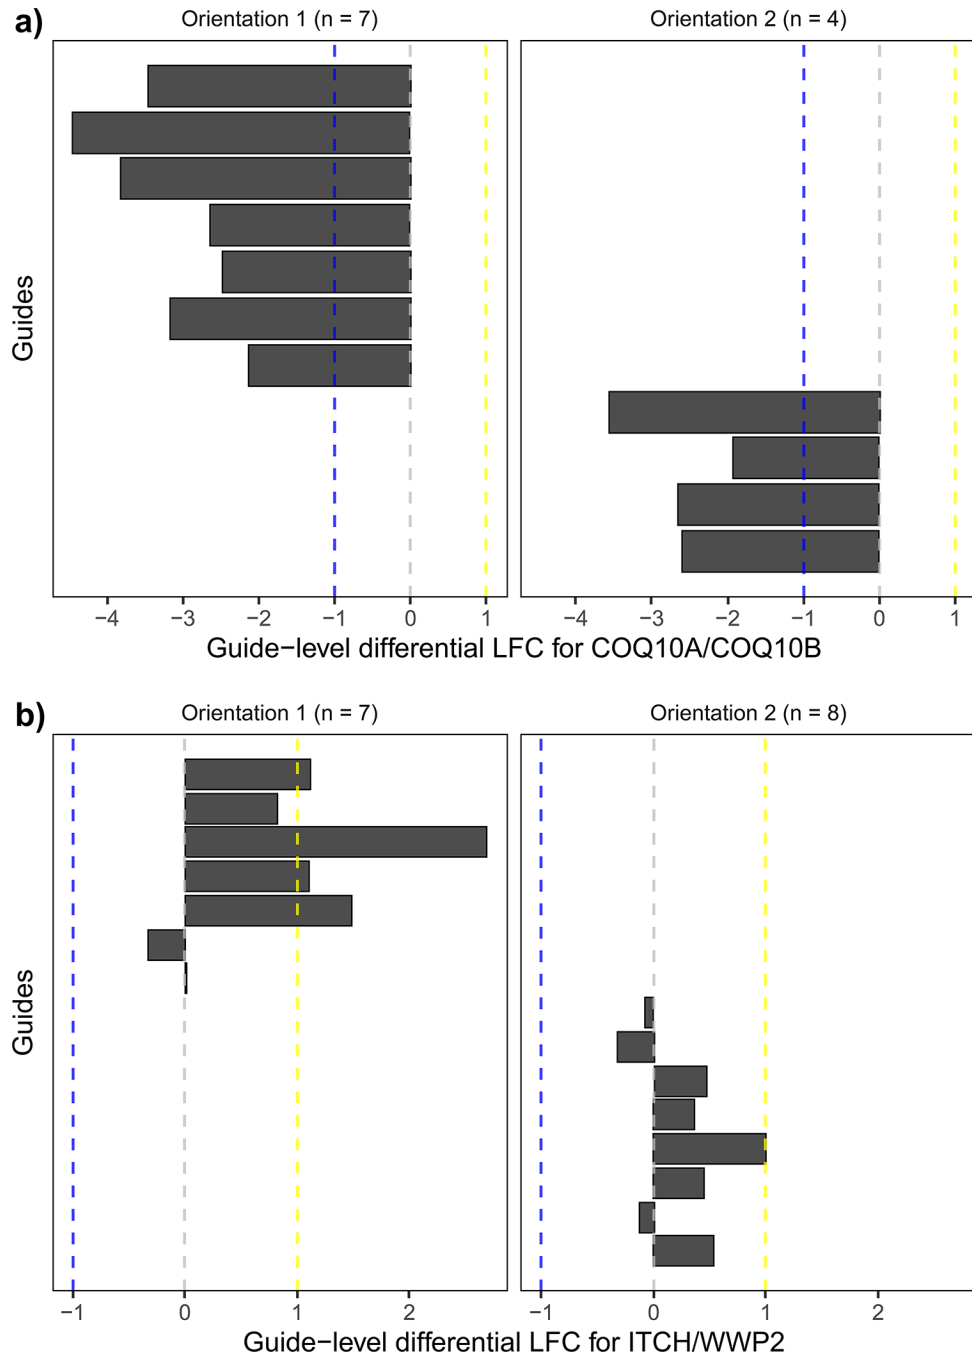 a)
Orientation 1 (n = 7)
Orientation 2 (n = 4)
Guides
−4 −3 −2 −1 0 1
−4 −3 −2 −1 0 1
Guide−level differential LFC for COQ10A/COQ10B
b)
Orientation 1 (n = 7)
Orientation 2 (n = 8)
Guides
−1 0 1 2
−1 0 1 2
Guide−level differential LFC for ITCH/WWP2